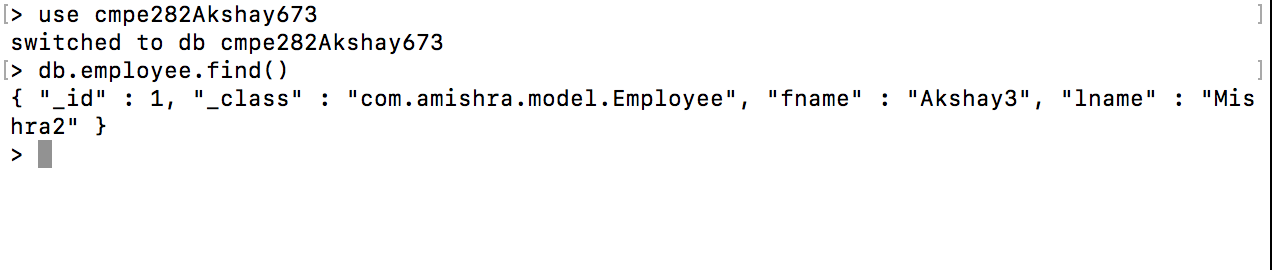 [> use cmpe282Akshay673 ]
switched to db cmpe282Akshay673
[> db.employee.find() ]
{ "_id" : 1, "_class" : "com.amishra.model.Employee", "fname" : "Akshay3", "lname" : "Mis
hra2" }
>